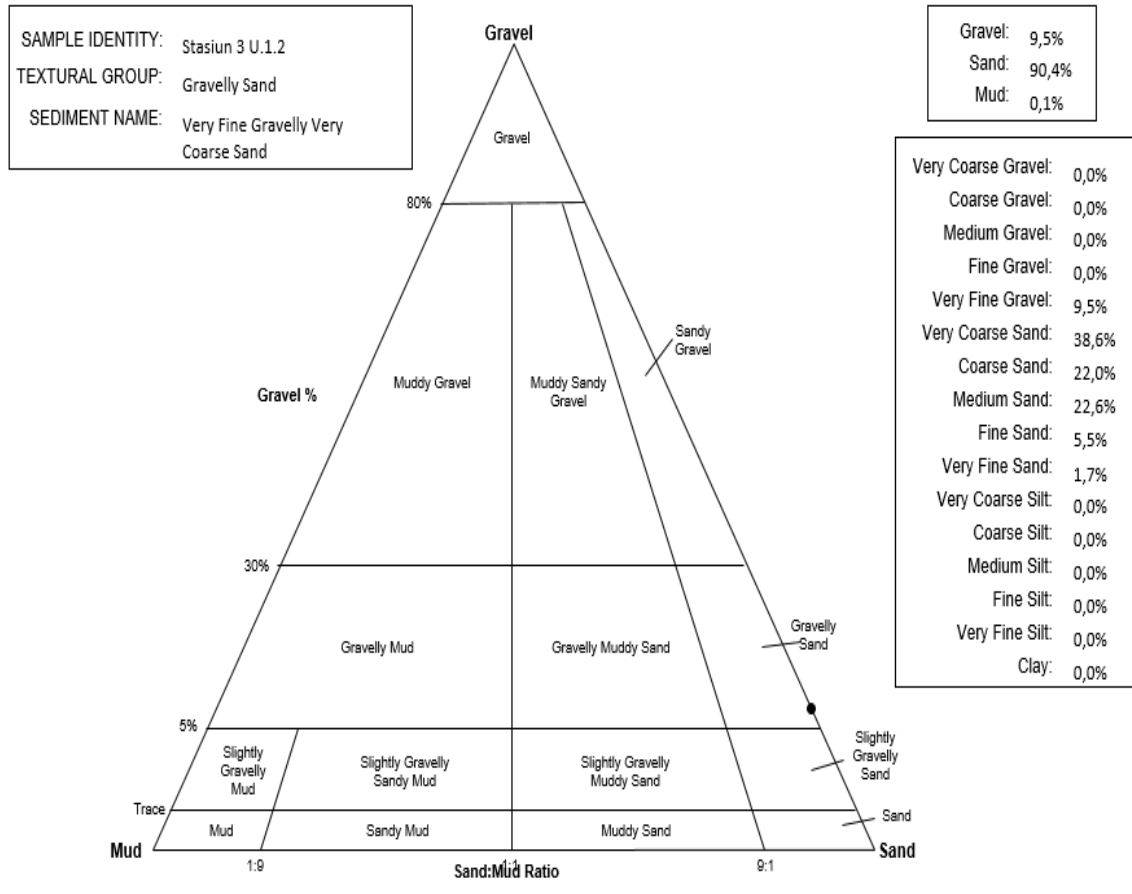 SAMPLE IDENTITY: Stasiun 3 U.1.2
TEXTURAL GROUP: Gravelly Sand
SEDIMENT NAME: Very Fine Gravelly Very
Coarse Sand
Gravel: 9,5%
Sand: 90,4%
Mud: 0,1%
Very Coarse Gravel: 0,0%
Coarse Gravel: 0,0%
Medium Gravel: 0,0%
Fine Gravel: 0,0%
Very Fine Gravel: 9,5%
Very Coarse Sand: 38,6%
Coarse Sand: 22,0%
Medium Sand: 22,6%
Fine Sand: 5,5%
Very Fine Sand: 1,7%
Very Coarse Silt: 0,0%
Coarse Silt: 0,0%
Medium Silt: 0,0%
Fine Silt: 0,0%
Very Fine Silt: 0,0%
Clay: 0,0%
Gravel
Gravel
80%
Sandy
Gravel
Muddy Gravel
Muddy Sandy
Gravel
Gravel %
30%
Gravelly Mud
Gravelly Muddy Sand
Gravelly
Sand
5%
Slightly
Gravelly
Mud
Slightly Gravelly
Sandy Mud
Slightly Gravelly
Muddy Sand
Slightly
Gravelly
Sand
Trace
Mud
Sandy Mud
Muddy Sand
Sand
Mud
Sand
1:9
1:1
9:1
Sand:Mud Ratio